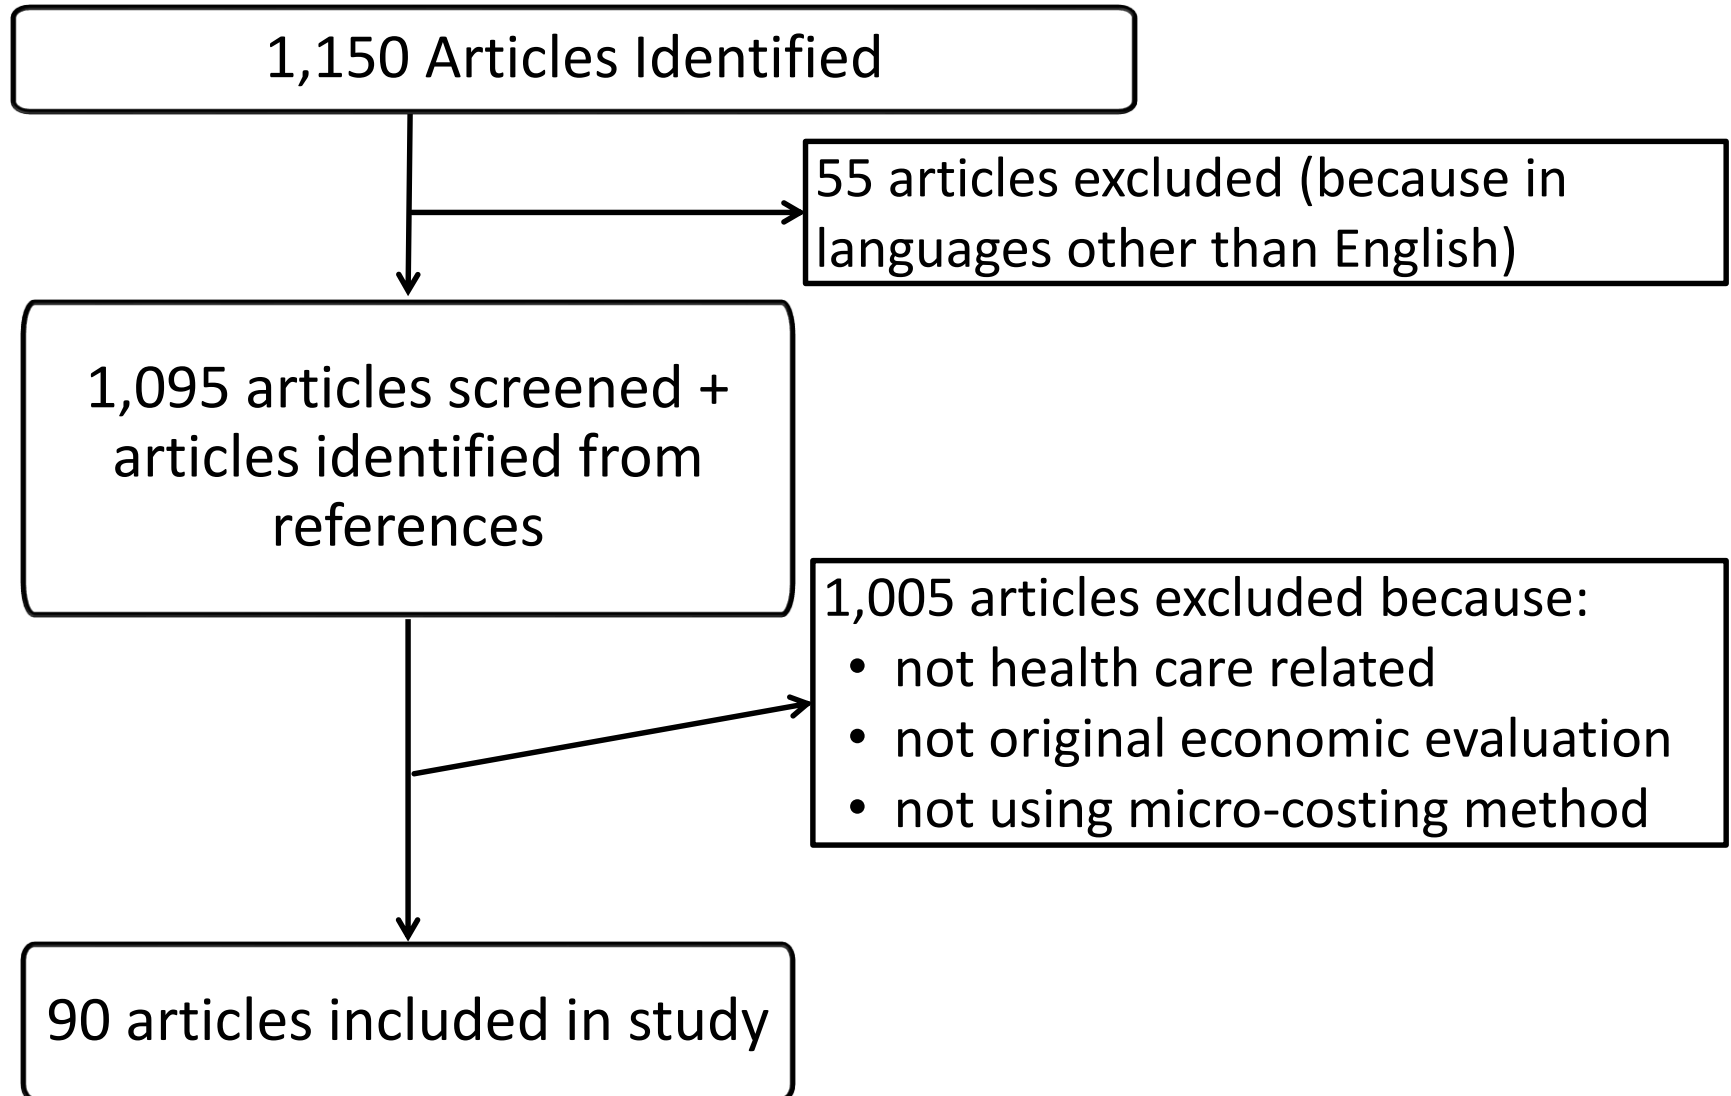 1,150 Articles Identified
55 articles excluded (because in
languages other than English)
1,095 articles screened +
articles identified from
references
1,005 articles excluded because:
• not health care related
• not original economic evaluation
• not using micro-costing method
90 articles included in study